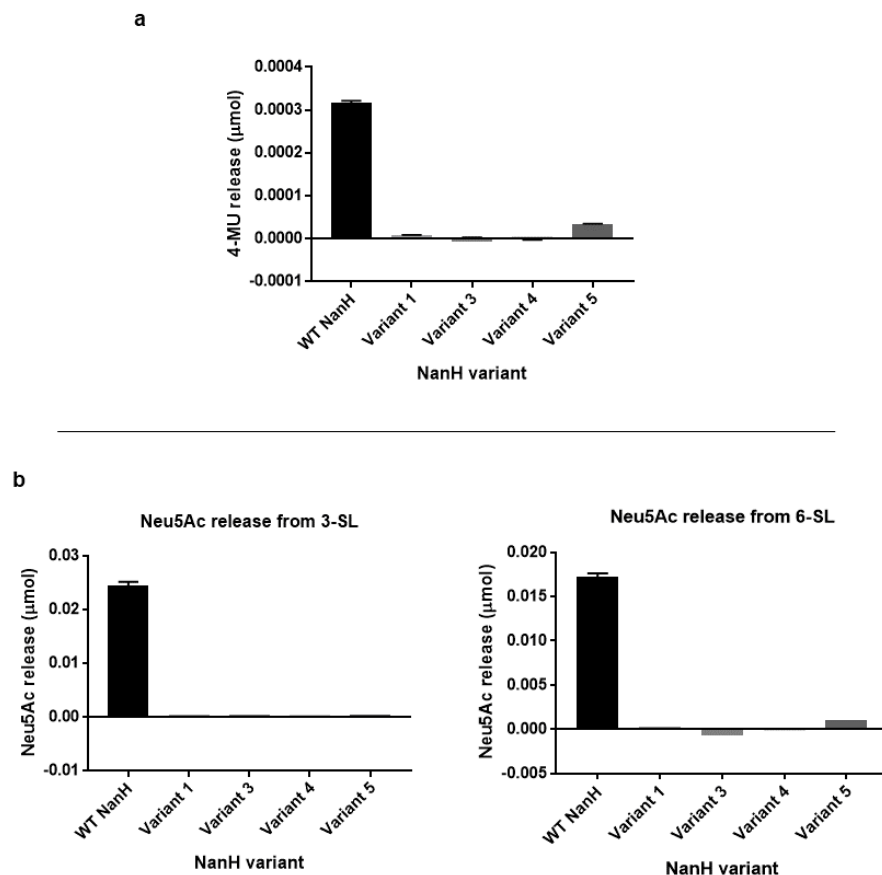 a
4-MU release (µmol)
0.0004
0.0003
0.0002
0.0001
0.0000
-0.0001
WT NanH
Variant 1
Variant 3
Variant 4
Variant 5
NanH variant
b
Neu5Ac release from 3-SL
Neu5Ac release (µmol)
0.03
0.02
0.01
0.00
-0.01
WT NanH
Variant 1
Variant 3
Variant 4
Variant 5
NanH variant
Neu5Ac release from 6-SL
Neu5Ac release (µmol)
0.020
0.015
0.010
0.005
0.000
-0.005
WT NanH
Variant 1
Variant 3
Variant 4
Variant 5
NanH variant